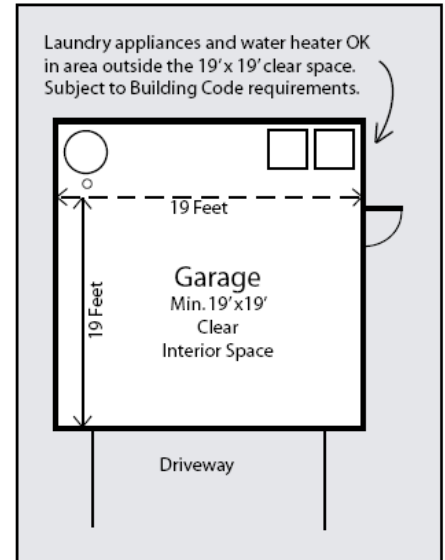 Laundry appliances and water heater OK
in area outside the 19' x 19' clear space.
Subject to Building Code requirements.
19 Feet
19 Feet
Garage
Min. 19'x19'
Clear
Interior Space
Driveway